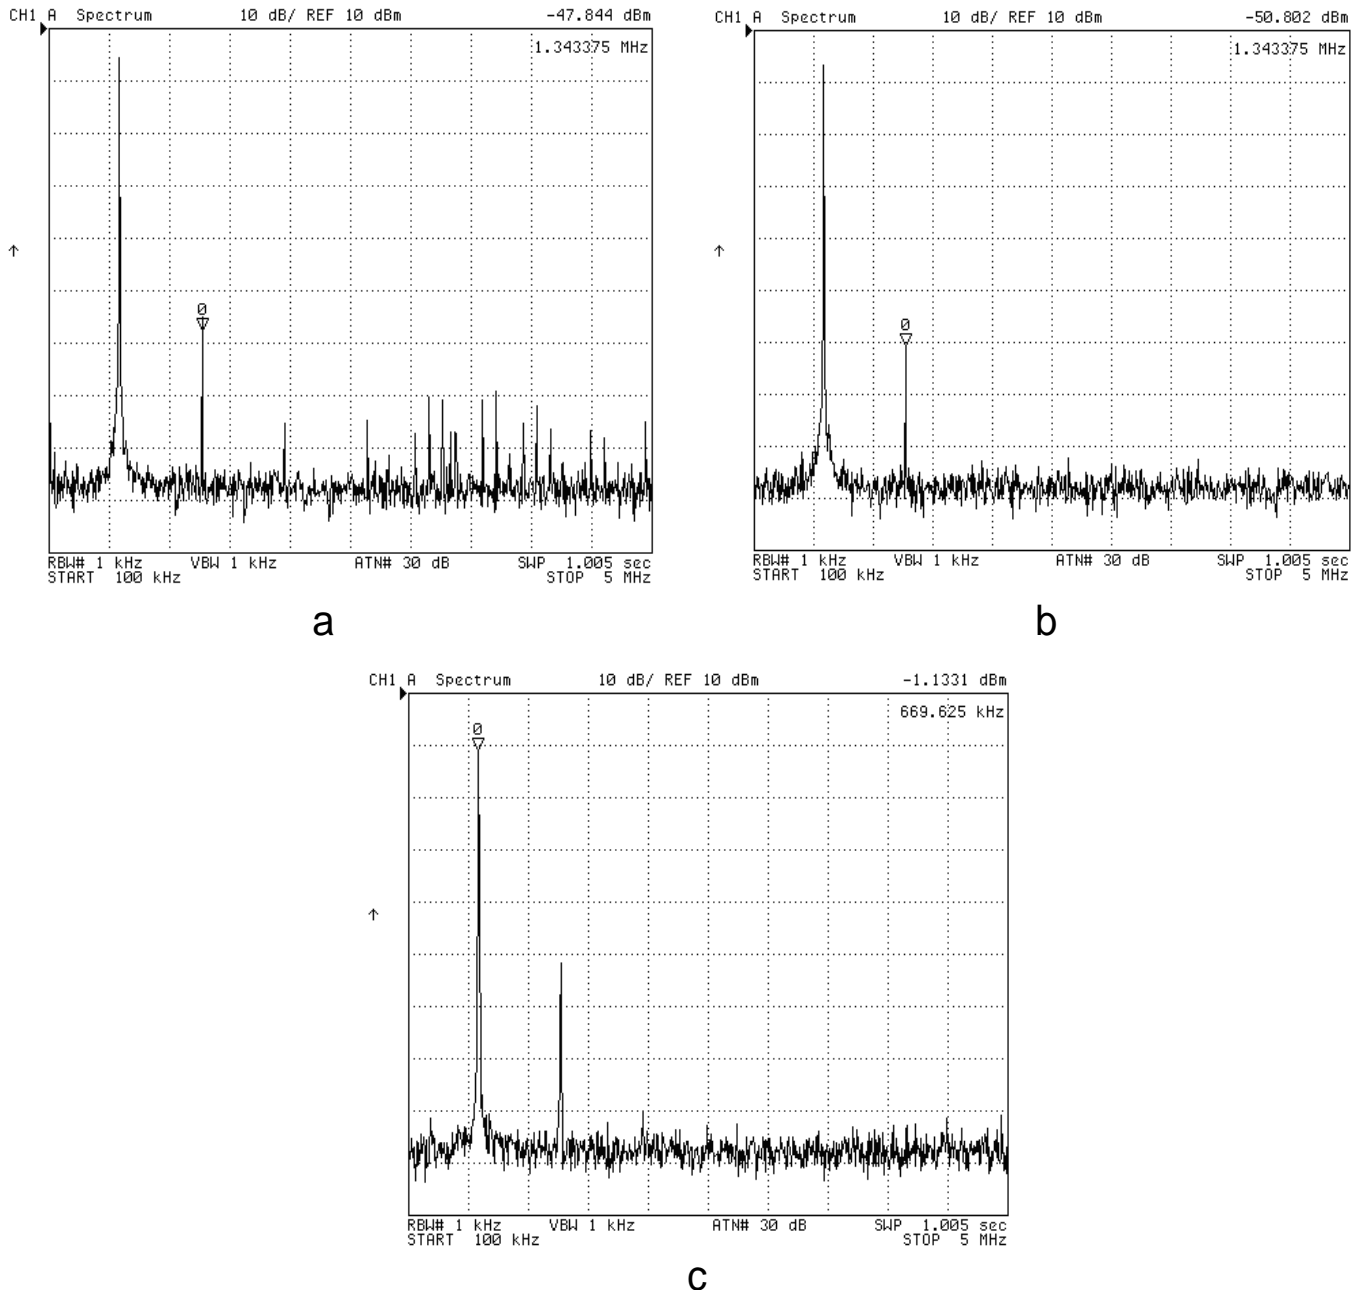 CH1 A Spectrum 10 dB/ REF 10 dBm -47.844 dBm
1.343375 MHz
0
RBW# 1 kHz VBW 1 kHz ATN# 30 dB SWP 1.005 sec
START 100 kHz STOP 5 MHz
a
CH1 A Spectrum 10 dB/ REF 10 dBm -50.802 dBm
1.343375 MHz
0
RBW# 1 kHz VBW 1 kHz ATN# 30 dB SWP 1.005 sec
START 100 kHz STOP 5 MHz
b
CH1 A Spectrum 10 dB/ REF 10 dBm -1.1331 dBm
669.625 kHz
0
RBW# 1 kHz VBW 1 kHz ATN# 30 dB SWP 1.005 sec
START 100 kHz STOP 5 MHz
c